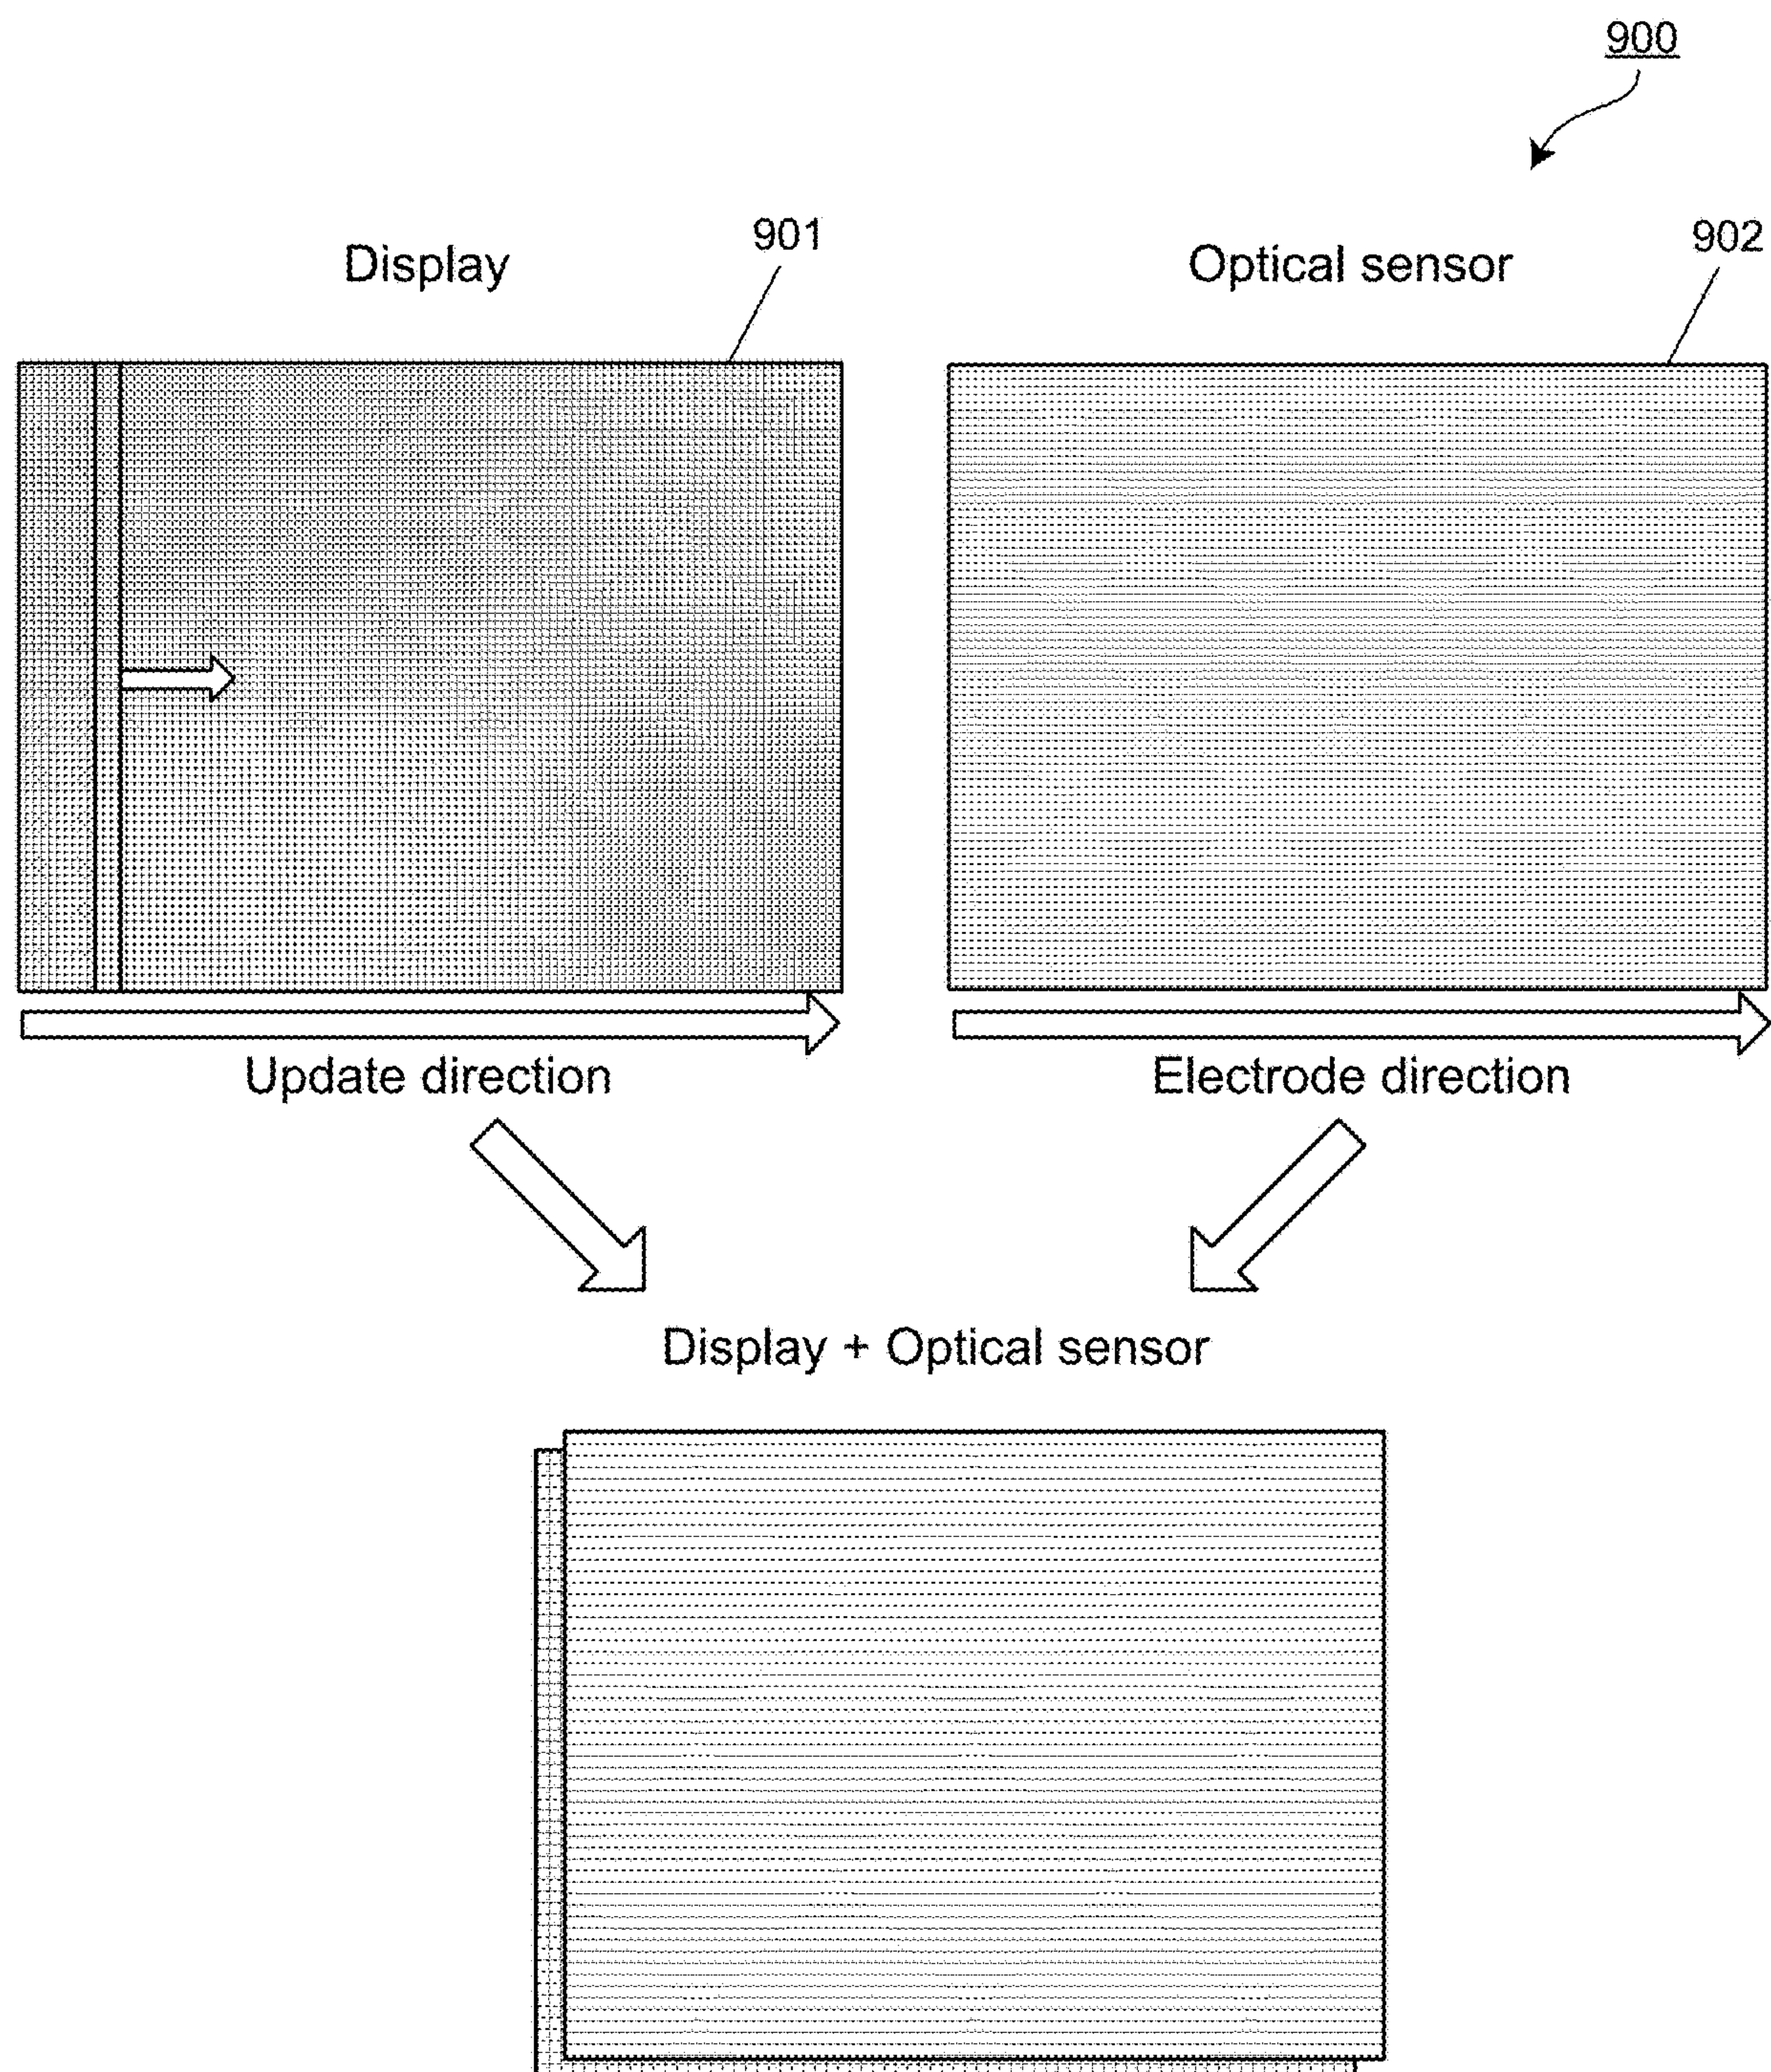 900
901
Display
902
Optical sensor
Update direction
Electrode direction
Display + Optical sensor